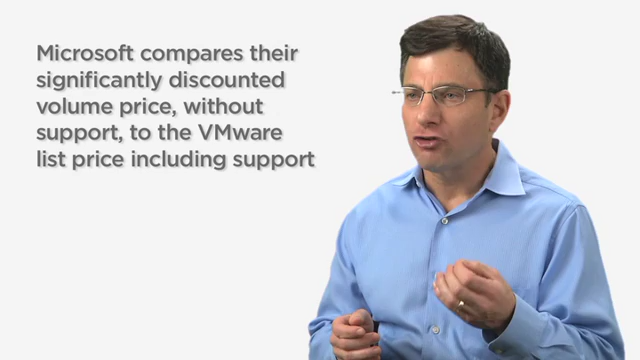 Microsoft compares their
significantly discounted
volume price, without
support, to the VMware
list price including support